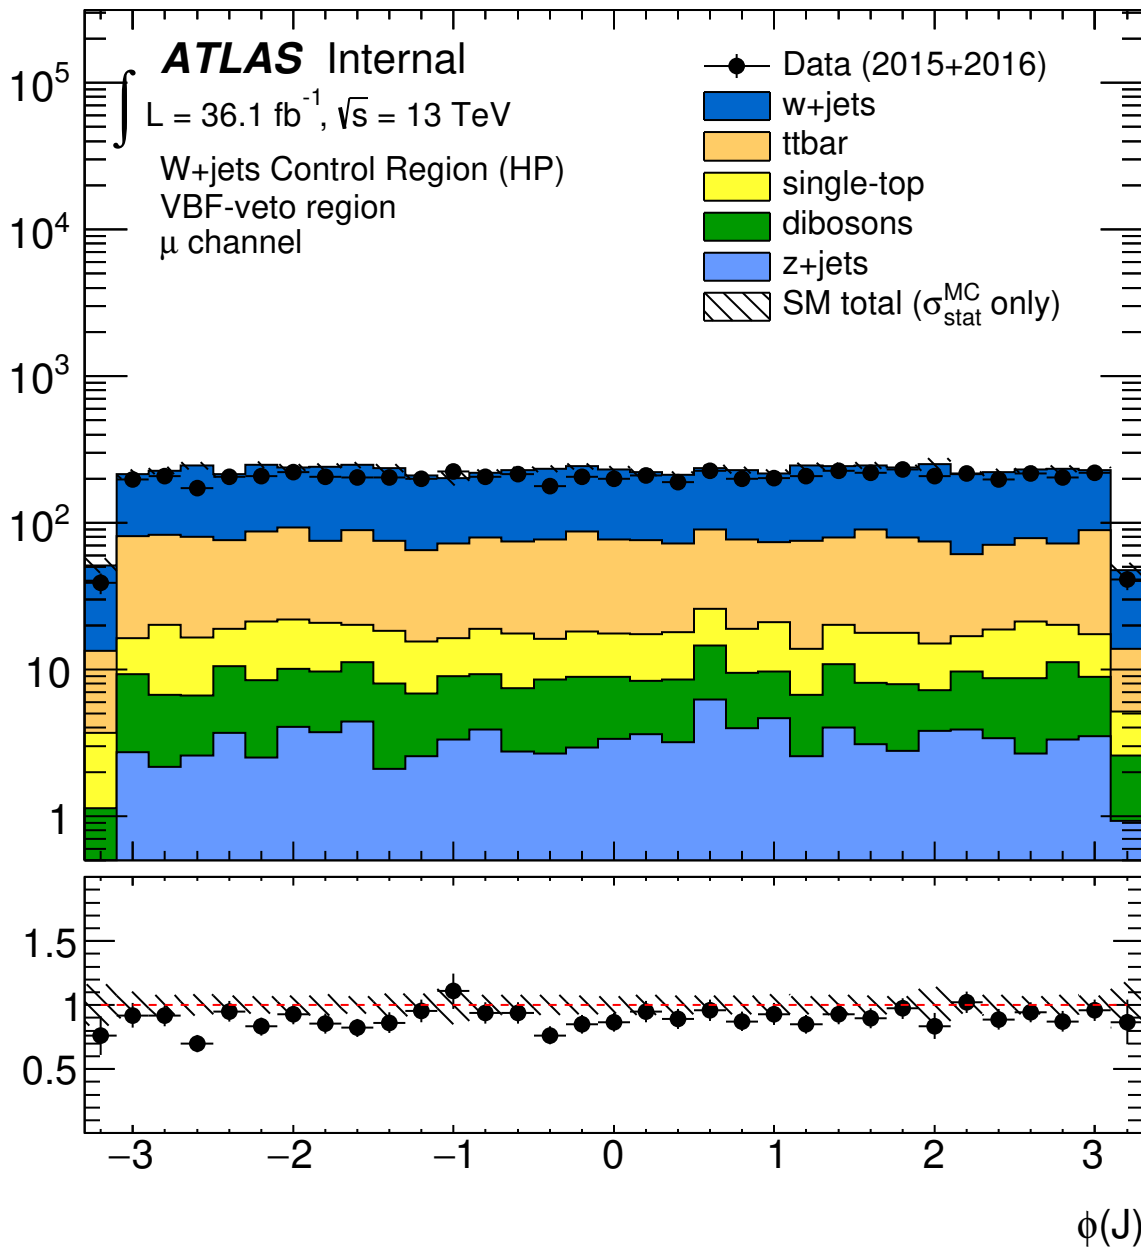 ATLAS Internal
∫ L = 36.1 fb⁻¹, √s = 13 TeV
W+jets Control Region (HP)
VBF-veto region
μ channel
Data (2015+2016)
w+jets
ttbar
single-top
dibosons
z+jets
SM total (σ^MC_stat only)
10⁵
10⁴
10³
10²
10
1
1.5
1
0.5
−3 −2 −1 0 1 2 3
ϕ(J)